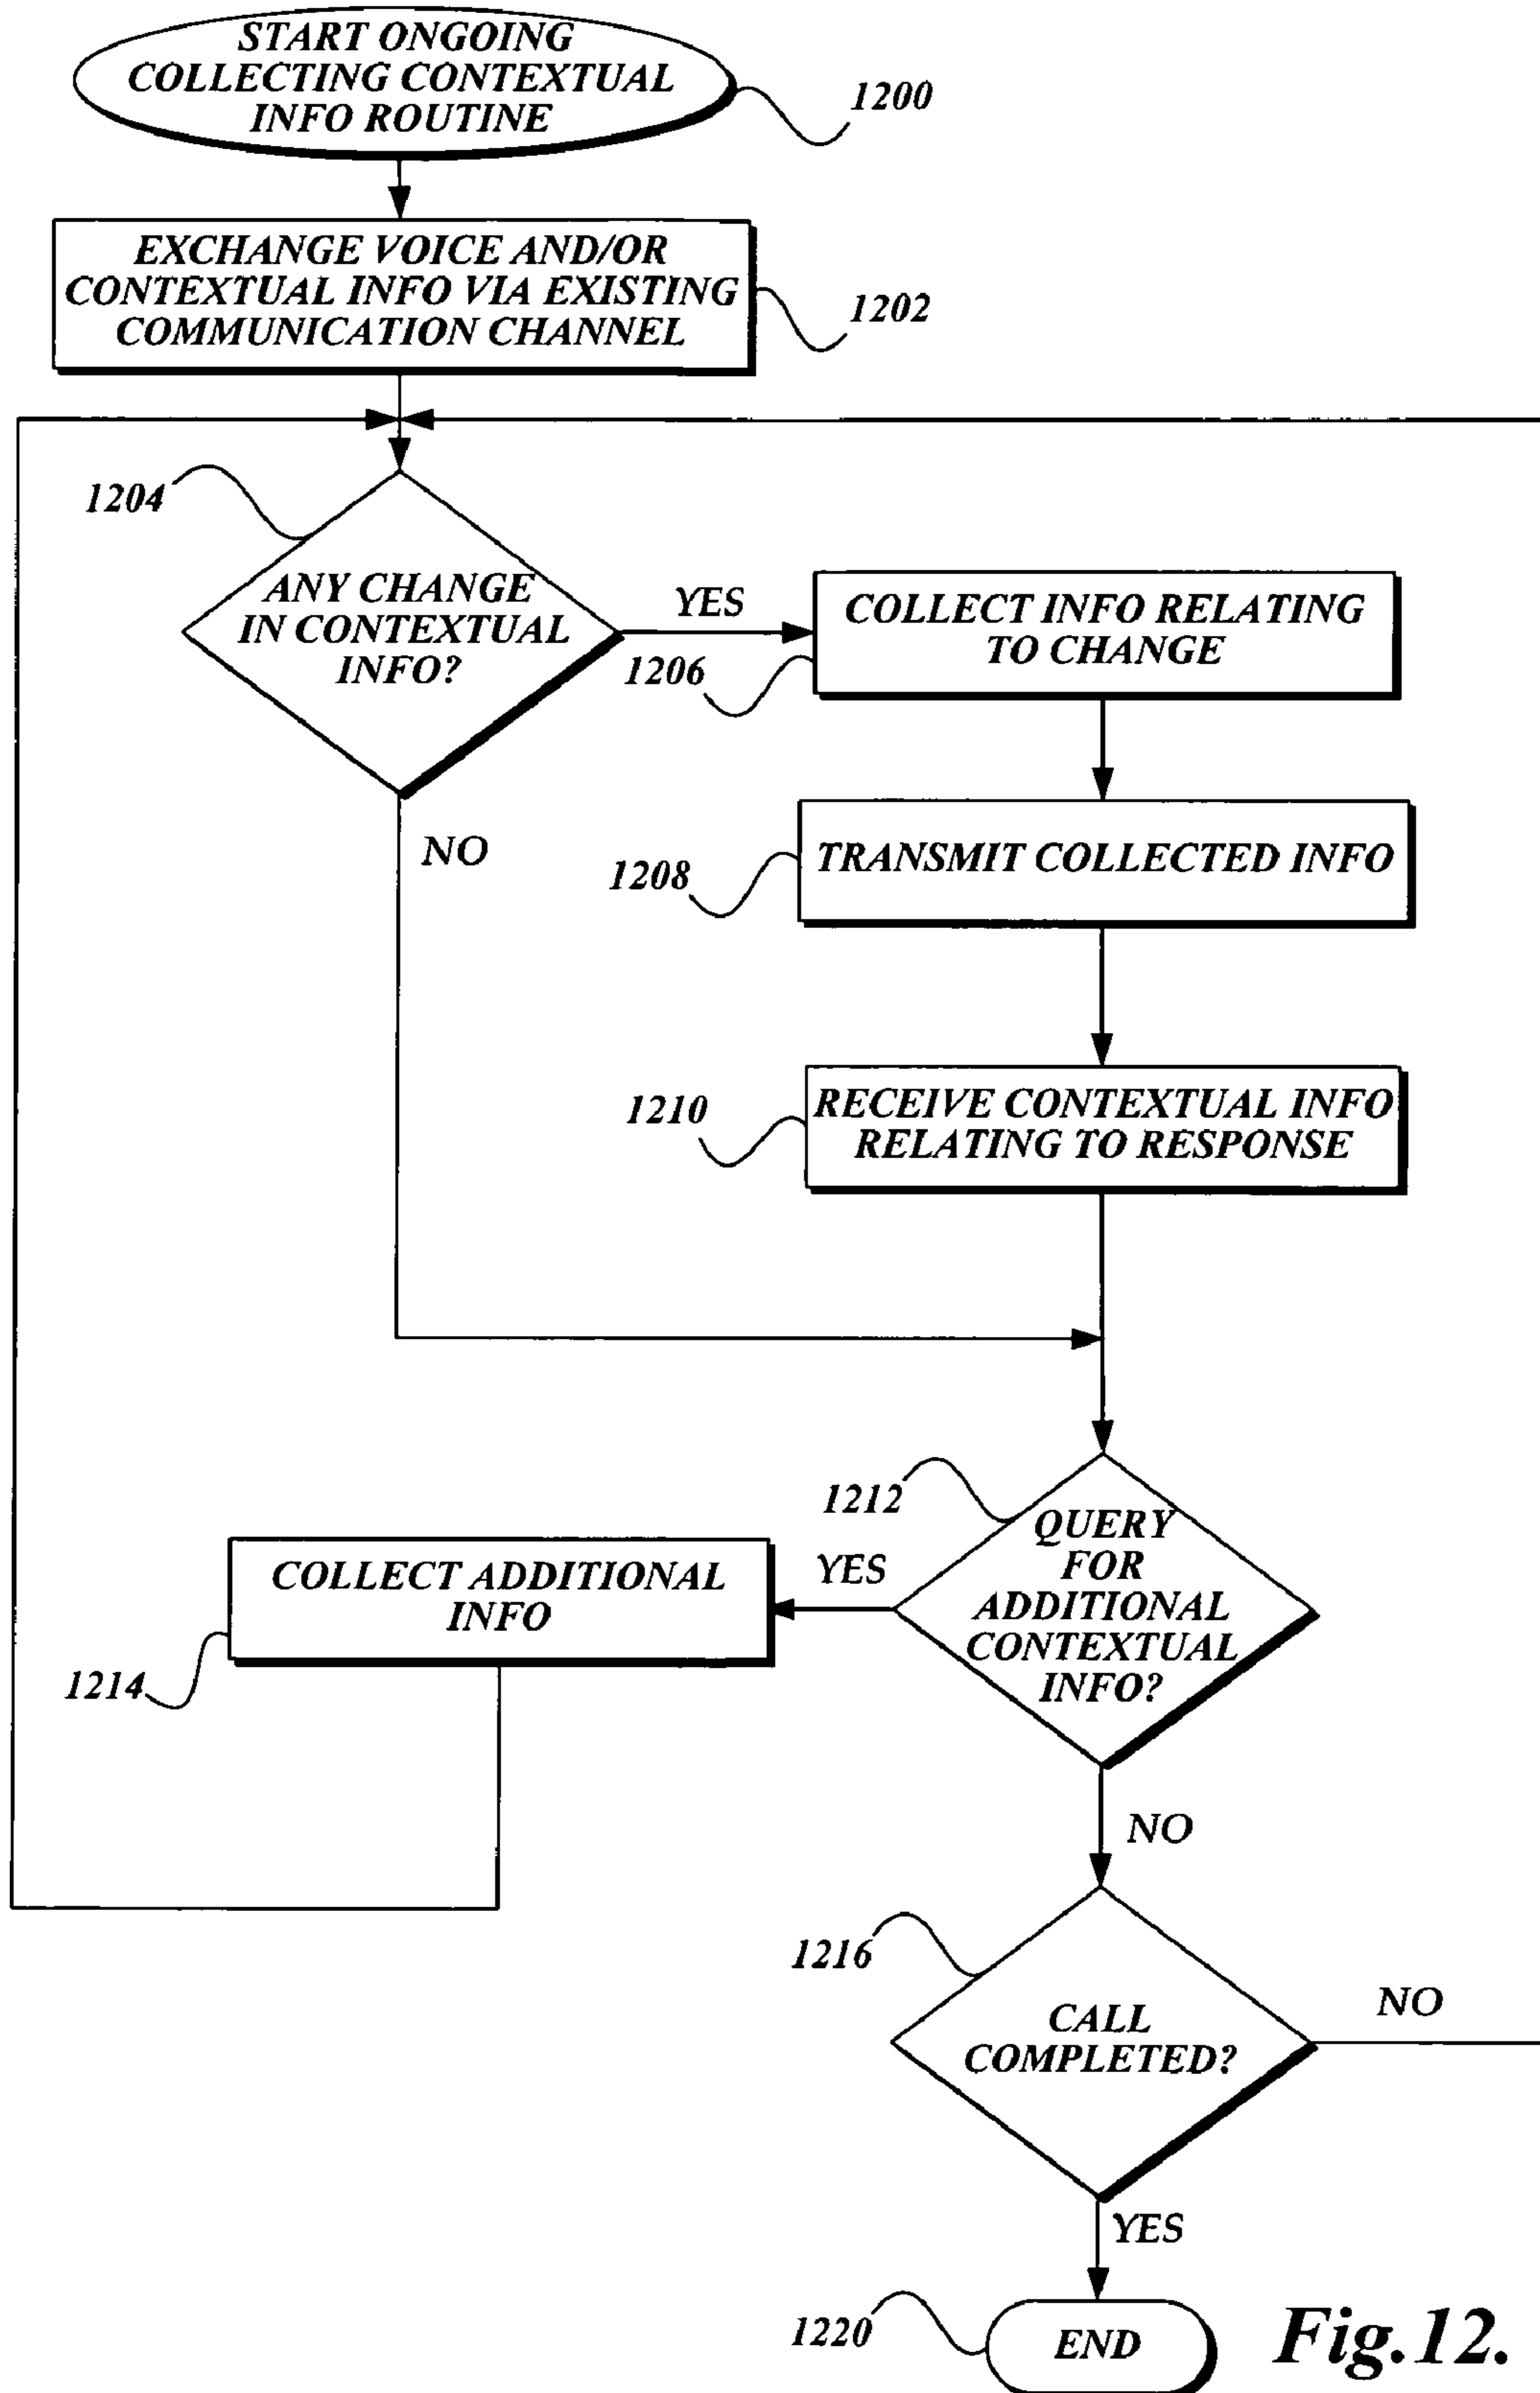 START ONGOING
COLLECTING CONTEXTUAL
INFO ROUTINE
1200
EXCHANGE VOICE AND/OR
CONTEXTUAL INFO VIA EXISTING
COMMUNICATION CHANNEL
1202
1204
ANY CHANGE
IN CONTEXTUAL
INFO?
YES
1206
COLLECT INFO RELATING
TO CHANGE
NO
1208
TRANSMIT COLLECTED INFO
1210
RECEIVE CONTEXTUAL INFO
RELATING TO RESPONSE
1212
QUERY
FOR
ADDITIONAL
CONTEXTUAL
INFO?
YES
COLLECT ADDITIONAL
INFO
1214
NO
1216
CALL
COMPLETED?
NO
YES
1220
END
Fig.12.